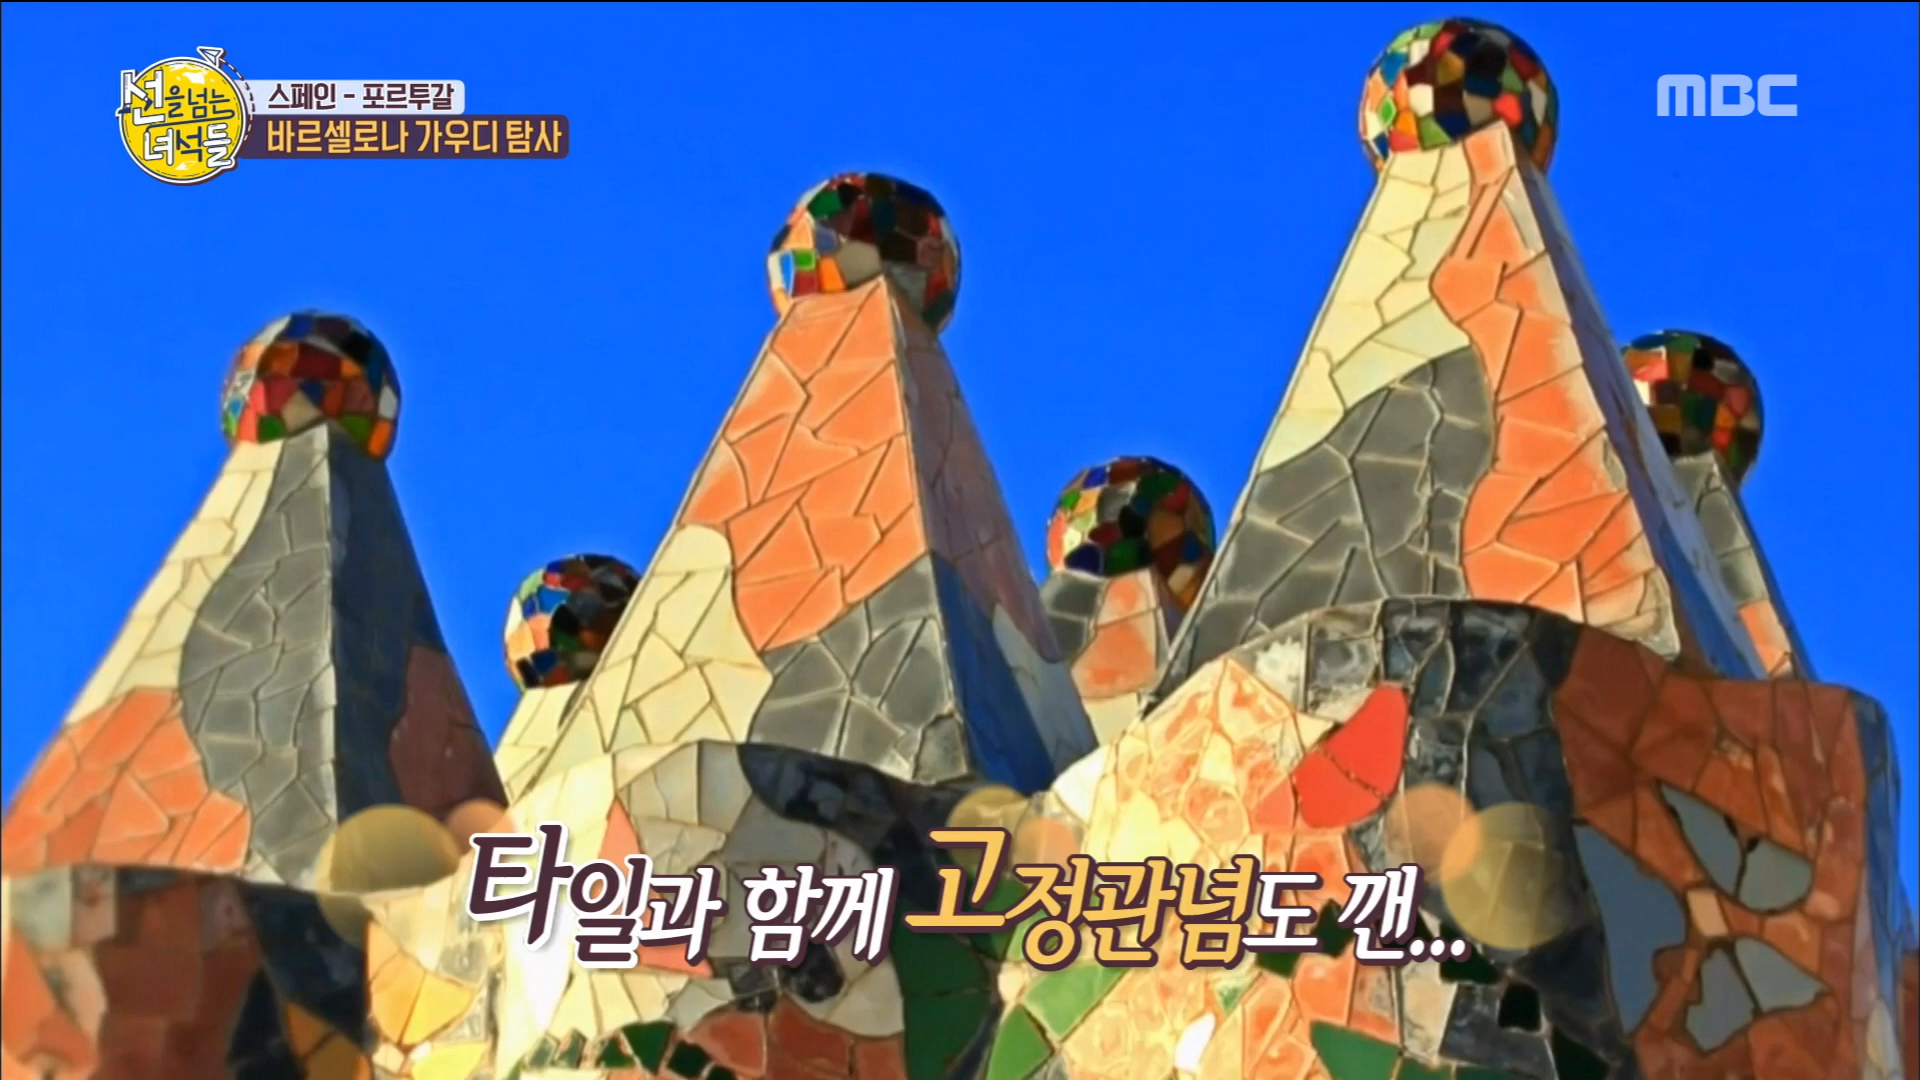 선을 넘는
녀석들
스페인 - 포르투갈
바르셀로나 가우디 탐사
MBC
타일과 함께 고정관념도 깬...